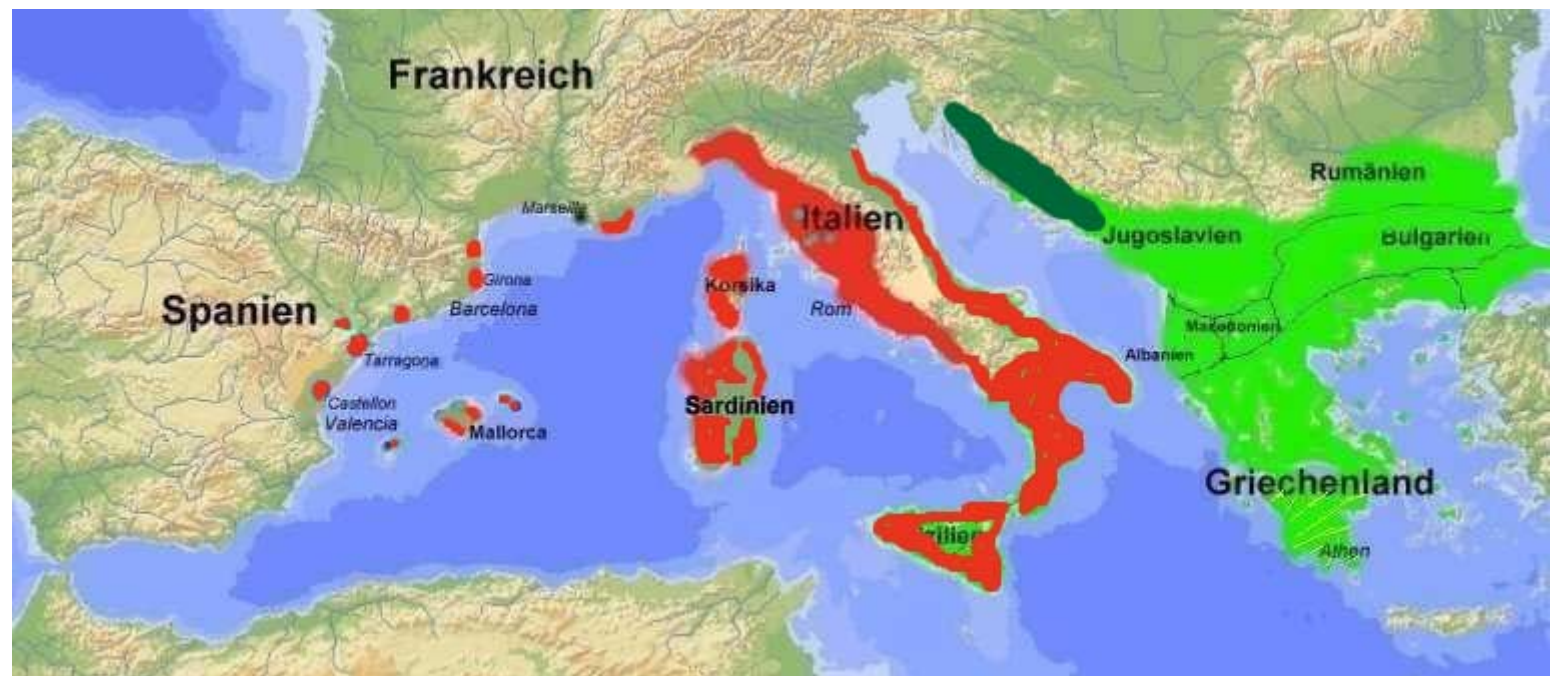 Frankreich
Rumänien
Marseille
Italien
Jugoslavien
Bulgarien
Girona
Korsika
Spanien
Barcelona
Rom
Makedonien
Albanien
Tarragona
Castellon
Sardinien
Valencia
Mallorca
Griechenland
Athen